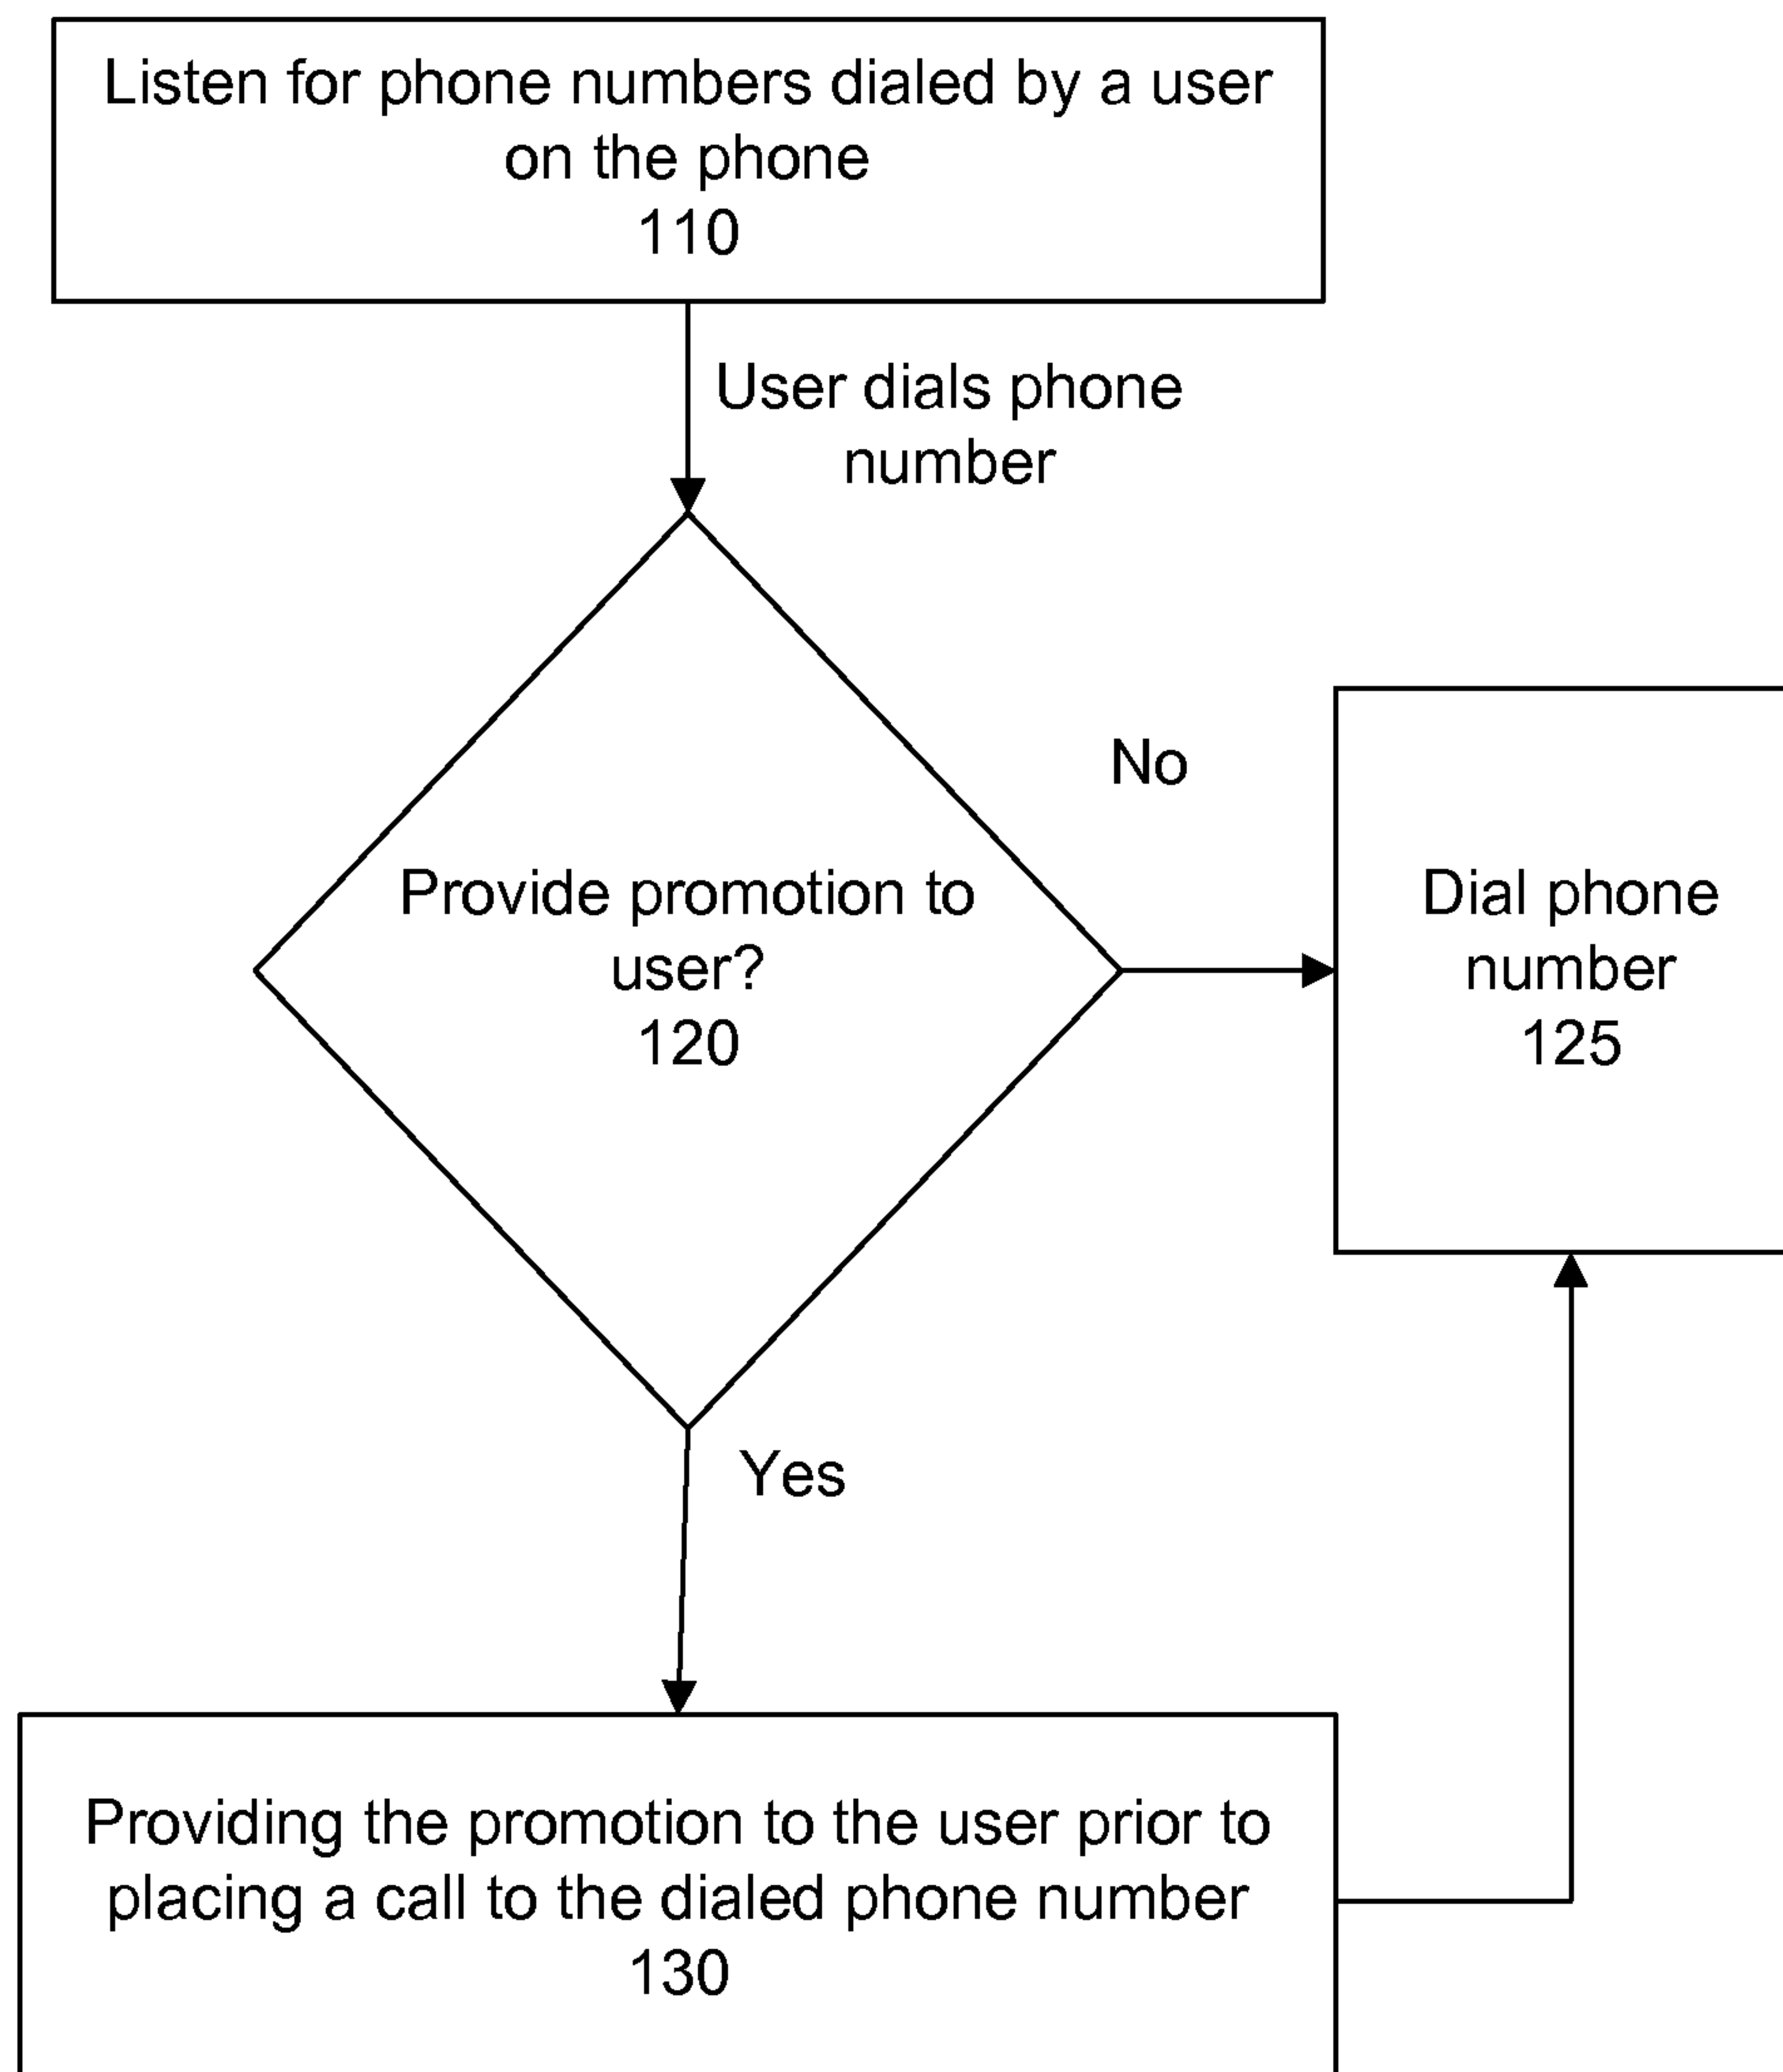 Listen for phone numbers dialed by a user
on the phone
110
User dials phone
number
No
Provide promotion to
user?
120
Dial phone
number
125
Yes
Providing the promotion to the user prior to
placing a call to the dialed phone number
130